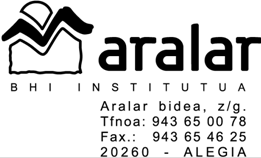 aralar
BHI INSTITUTUA
Aralar bidea, z/g.
Tfnoa: 943 65 00 78
Fax.: 943 65 46 25
20260 - ALEGIA